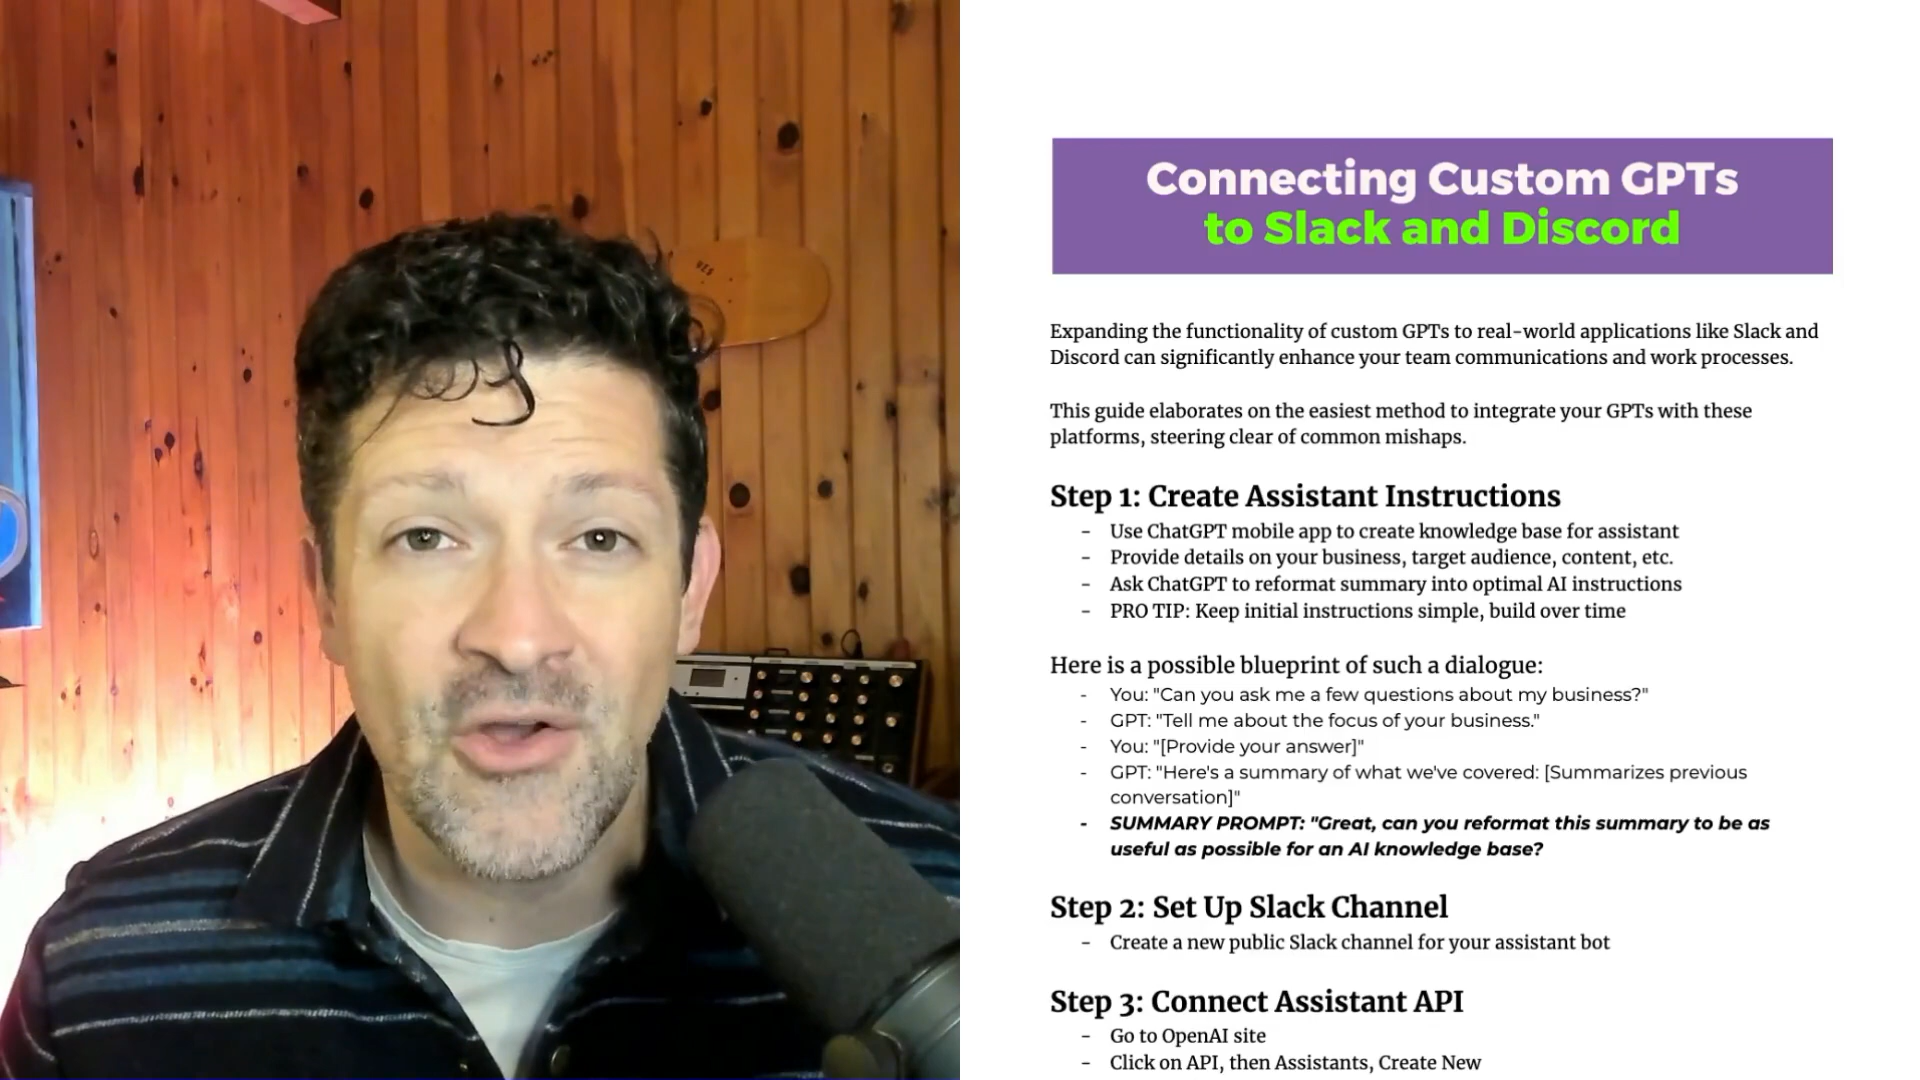 Connecting Custom GPTs
to Slack and Discord
Expanding the functionality of custom GPTs to real-world applications like Slack and
Discord can significantly enhance your team communications and work processes.
This guide elaborates on the easiest method to integrate your GPTs with these
platforms, steering clear of common mishaps.
Step 1: Create Assistant Instructions
- Use ChatGPT mobile app to create knowledge base for assistant
- Provide details on your business, target audience, content, etc.
- Ask ChatGPT to reformat summary into optimal AI instructions
- PRO TIP: Keep initial instructions simple, build over time
Here is a possible blueprint of such a dialogue:
- You: "Can you ask me a few questions about my business?"
- GPT: "Tell me about the focus of your business."
- You: "[Provide your answer]"
- GPT: "Here's a summary of what we've covered: [Summarizes previous
conversation]"
- SUMMARY PROMPT: "Great, can you reformat this summary to be as
useful as possible for an AI knowledge base?
Step 2: Set Up Slack Channel
- Create a new public Slack channel for your assistant bot
Step 3: Connect Assistant API
- Go to OpenAI site
- Click on API, then Assistants, Create New